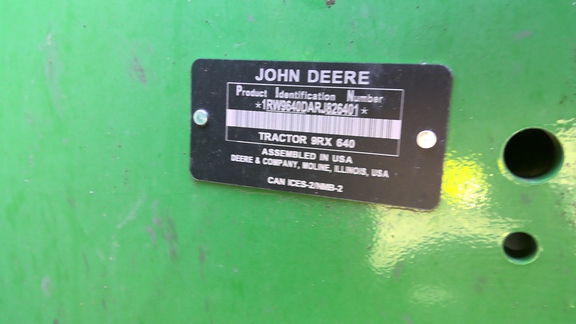 JOHN DEERE
Product Identification Number
*1RW9640DARJ826401*
TRACTOR 9RX 640
ASSEMBLED IN USA
DEERE & COMPANY, MOLINE, ILLINOIS, USA
CAN ICES-2/NMB-2